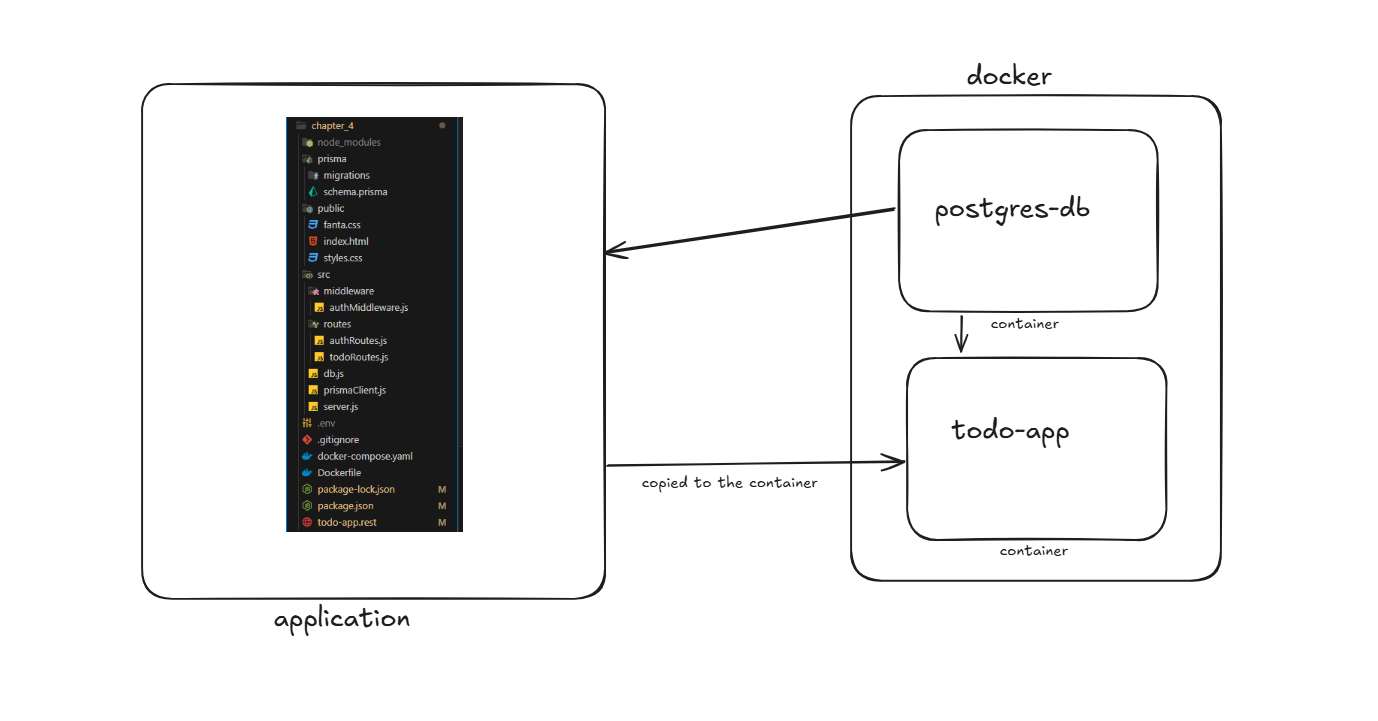 chapter_4
node_modules
prisma
migrations
schema.prisma
public
fanta.css
index.html
styles.css
src
middleware
authMiddleware.js
routes
authRoutes.js
todoRoutes.js
db.js
prismaClient.js
server.js
.env
.gitignore
docker-compose.yaml
Dockerfile
package-lock.json M
package.json M
todo-app.rest M
application
copied to the container
docker
postgres-db
container
todo-app
container